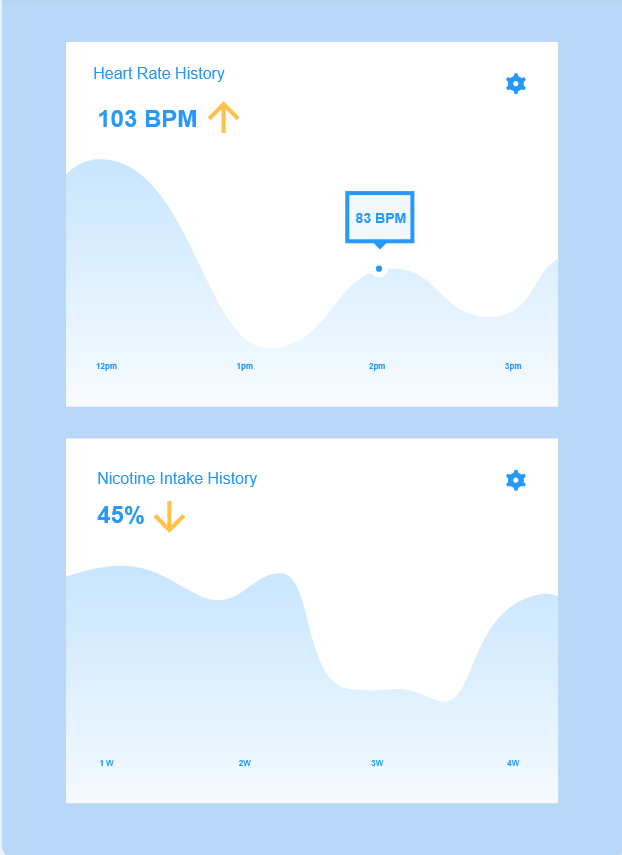 Heart Rate History
103 BPM
83 BPM
12pm 1pm 2pm 3pm
Nicotine Intake History
45%
1 W 2W 3W 4W